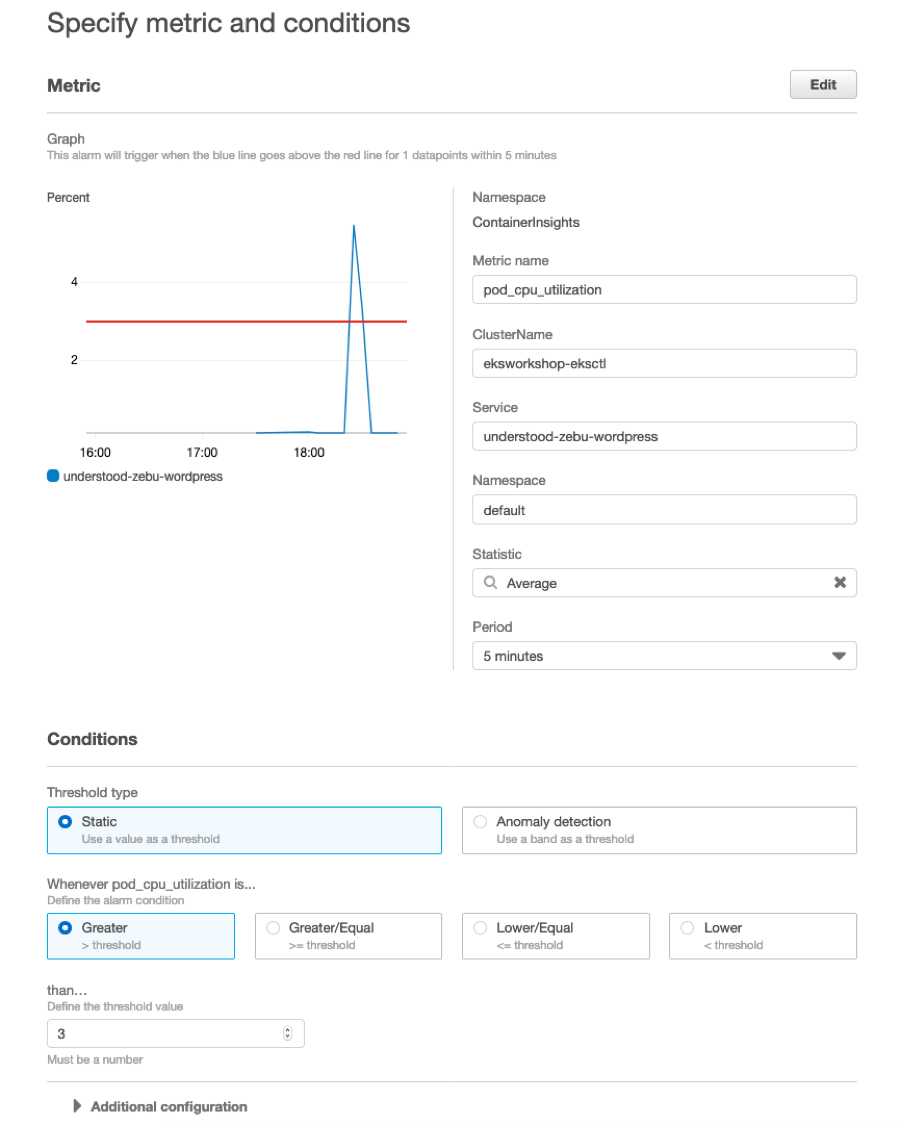 Specify metric and conditions
Metric
Edit
Graph
This alarm will trigger when the blue line goes above the red line for 1 datapoints within 5 minutes
Percent
4
2
16:00
17:00
18:00
understood-zebu-wordpress
Namespace
ContainerInsights
Metric name
pod_cpu_utilization
ClusterName
eksworkshop-eksctl
Service
understood-zebu-wordpress
Namespace
default
Statistic
Average
Period
5 minutes
Conditions
Threshold type
Static
Use a value as a threshold
Anomaly detection
Use a band as a threshold
Whenever pod_cpu_utilization is...
Define the alarm condition
Greater
> threshold
Greater/Equal
>= threshold
Lower/Equal
<= threshold
Lower
< threshold
than...
Define the threshold value
3
Must be a number
Additional configuration